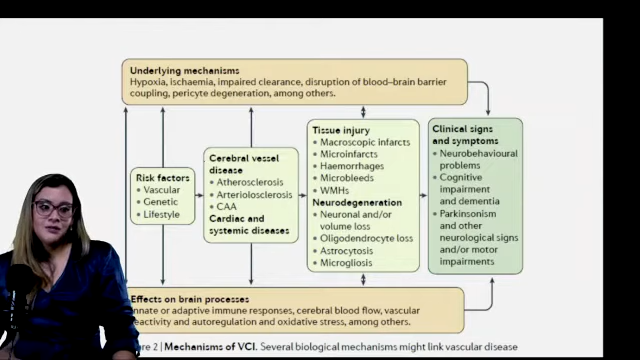 Underlying mechanisms
Hypoxia, ischaemia, impaired clearance, disruption of blood–brain barrier
coupling, pericyte degeneration, among others.
Risk factors
• Vascular
• Genetic
• Lifestyle
Cerebral vessel
disease
• Atherosclerosis
• Arteriolosclerosis
• CAA
Cardiac and
systemic diseases
Tissue injury
• Macroscopic infarcts
• Microinfarcts
• Haemorrhages
• Microbleeds
• WMHs
Neurodegeneration
• Neuronal and/or
volume loss
• Oligodendrocyte loss
• Astrocytosis
• Microgliosis
Clinical signs
and symptoms
• Neurobehavioural
problems
• Cognitive
impairment
and dementia
• Parkinsonism
and other
neurological signs
and/or motor
impairments
Effects on brain processes
nnate or adaptive immune responses, cerebral blood flow, vascular
eactivity and autoregulation and oxidative stress, among others.
re 2 | Mechanisms of VCI. Several biological mechanisms might link vascular disease